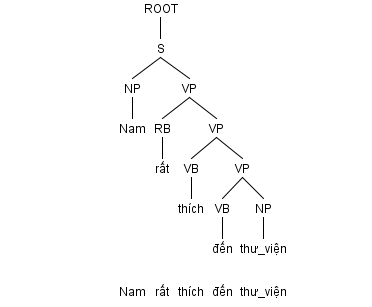 ROOT
S
NP VP
Nam RB VP
rất VB VP
thích VB NP
đến thư_viện
Nam rất thích đến thư_viện